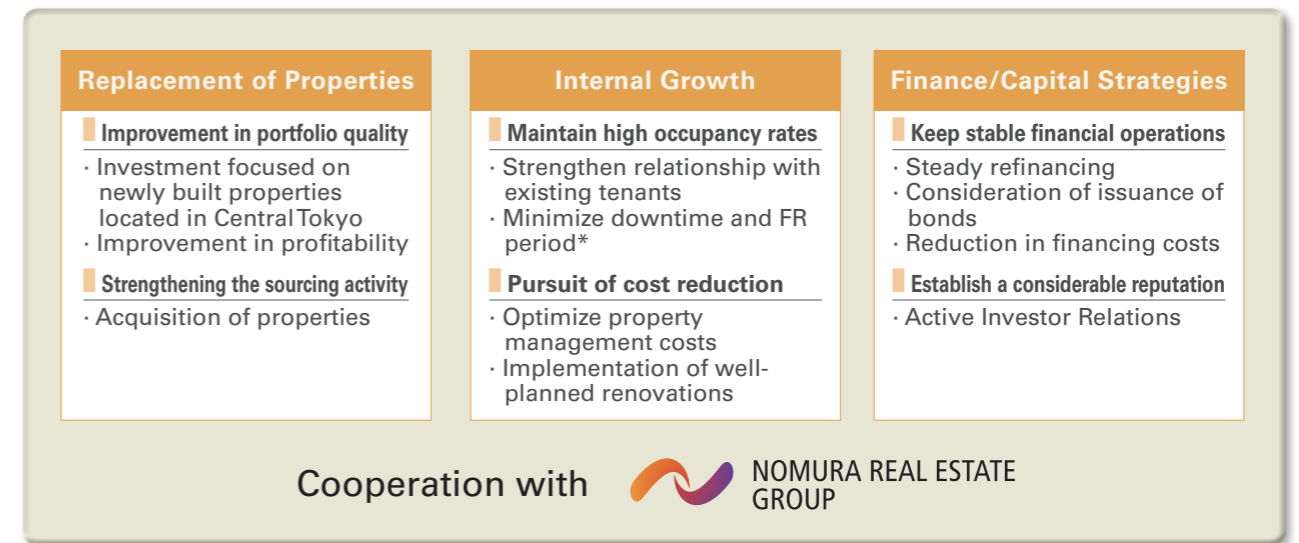 Replacement of Properties
Improvement in portfolio quality
· Investment focused on
newly built properties
located in Central Tokyo
· Improvement in profitability
Strengthening the sourcing activity
· Acquisition of properties
Internal Growth
Maintain high occupancy rates
· Strengthen relationship with
existing tenants
· Minimize downtime and FR
period*
Pursuit of cost reduction
· Optimize property
management costs
· Implementation of well-
planned renovations
Finance/Capital Strategies
Keep stable financial operations
· Steady refinancing
· Consideration of issuance of
bonds
· Reduction in financing costs
Establish a considerable reputation
· Active Investor Relations
Cooperation with
NOMURA REAL ESTATE
GROUP